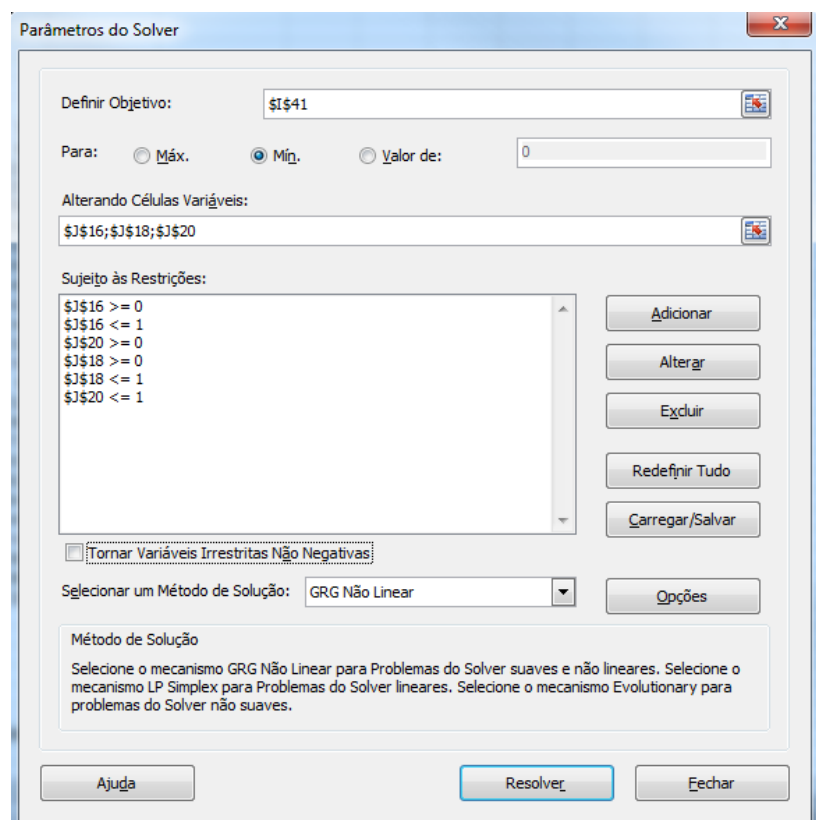 Parâmetros do Solver
Definir Objetivo: $I$41
Para: Máx. Mín. Valor de: 0
Alterando Células Variáveis:
$J$16;$J$18;$J$20
Sujeito às Restrições:
$J$16 >= 0
$J$16 <= 1
$J$20 >= 0
$J$18 >= 0
$J$18 <= 1
$J$20 <= 1
Adicionar
Alterar
Excluir
Redefinir Tudo
Carregar/Salvar
Tornar Variáveis Irrestritas Não Negativas
Selecionar um Método de Solução: GRG Não Linear Opções
Método de Solução
Selecione o mecanismo GRG Não Linear para Problemas do Solver suaves e não lineares. Selecione o
mecanismo LP Simplex para Problemas do Solver lineares. Selecione o mecanismo Evolutionary para
problemas do Solver não suaves.
Ajuda Resolver Fechar